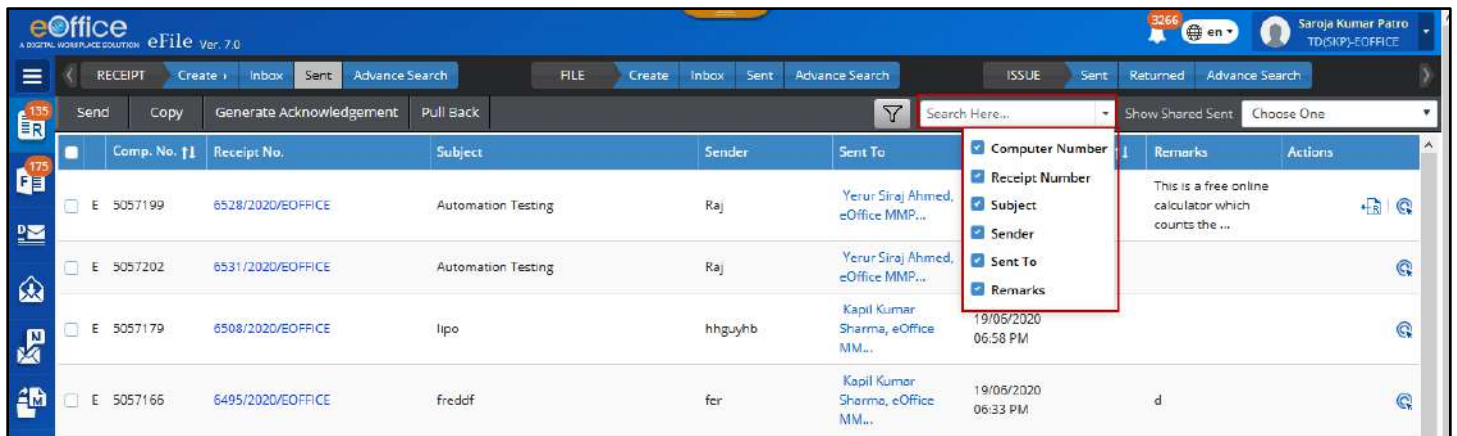 eOffice
A DIGITAL WORKPLACE SOLUTION
eFile Ver. 7.0
3266
en
Saroja Kumar Patro
TD(SKP)-EOFFICE
RECEIPT Create Inbox Sent Advance Search FILE Create Inbox Sent Advance Search ISSUE Sent Returned Advance Search
135
R
Send Copy Generate Acknowledgement Pull Back Search Here... Show Shared Sent Choose One
Comp. No. Receipt No. Subject Sender Sent To Remarks Actions
Computer Number
Receipt Number
Subject
Sender
Sent To
Remarks
175
F
E 5057199 6528/2020/EOFFICE Automation Testing Raj Yerur Siraj Ahmed,
eOffice MMP...
This is a free online
calculator which
counts the ...
R
D
E 5057202 6531/2020/EOFFICE Automation Testing Raj Yerur Siraj Ahmed,
eOffice MMP...
N
E 5057179 6508/2020/EOFFICE lipo hhguyhb Kapil Kumar
Sharma, eOffice
MM...
19/06/2020
06:58 PM
M
E 5057166 6495/2020/EOFFICE freddf fer Kapil Kumar
Sharma, eOffice
MM...
19/06/2020
06:33 PM
d